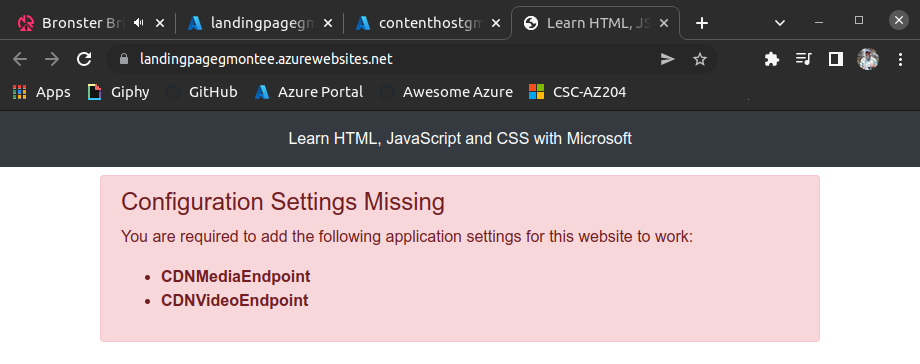 Bronster Bri
landingpagegm
contenthostgm
Learn HTML, JS
landingpagegmontee.azurewebsites.net
Apps
Giphy
GitHub
Azure Portal
Awesome Azure
CSC-AZ204
Learn HTML, JavaScript and CSS with Microsoft
Configuration Settings Missing
You are required to add the following application settings for this website to work:
• CDNMediaEndpoint
• CDNVideoEndpoint